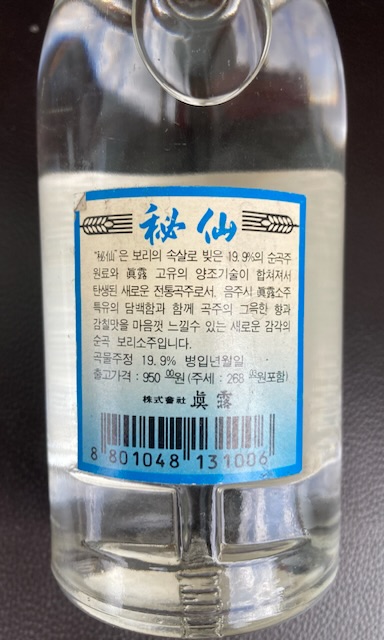 秘仙
"秘仙"은 보리의 속살로 빚은 19.9%의 순곡주
원료와 眞露 고유의 양조기술이 합쳐져서
탄생된 새로운 전통곡주로서, 음주시 眞露소주
특유의 담백함과 함께 곡주의 그윽한 향과
감칠맛을 마음껏 느낄수 있는 새로운 감각의
순곡 보리소주입니다.
곡물주정 19.9% 병입년월일
출고가격 : 950.00원 (주세 : 268.00원포함)
株式會社 眞露
8 801048 131006